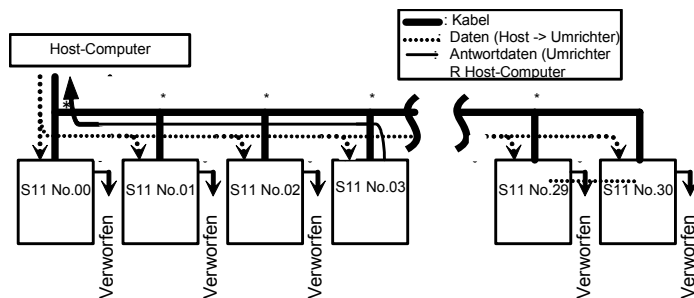 Host-Computer
: Kabel
: Daten (Host -> Umrichter)
: Antwortdaten (Umrichter
R Host-Computer
*
*
*
*
*
S11 No.00
S11 No.01
S11 No.02
S11 No.03
S11 No.29
S11 No.30
Verworfen
Verworfen
Verworfen
Verworfen
Verworfen